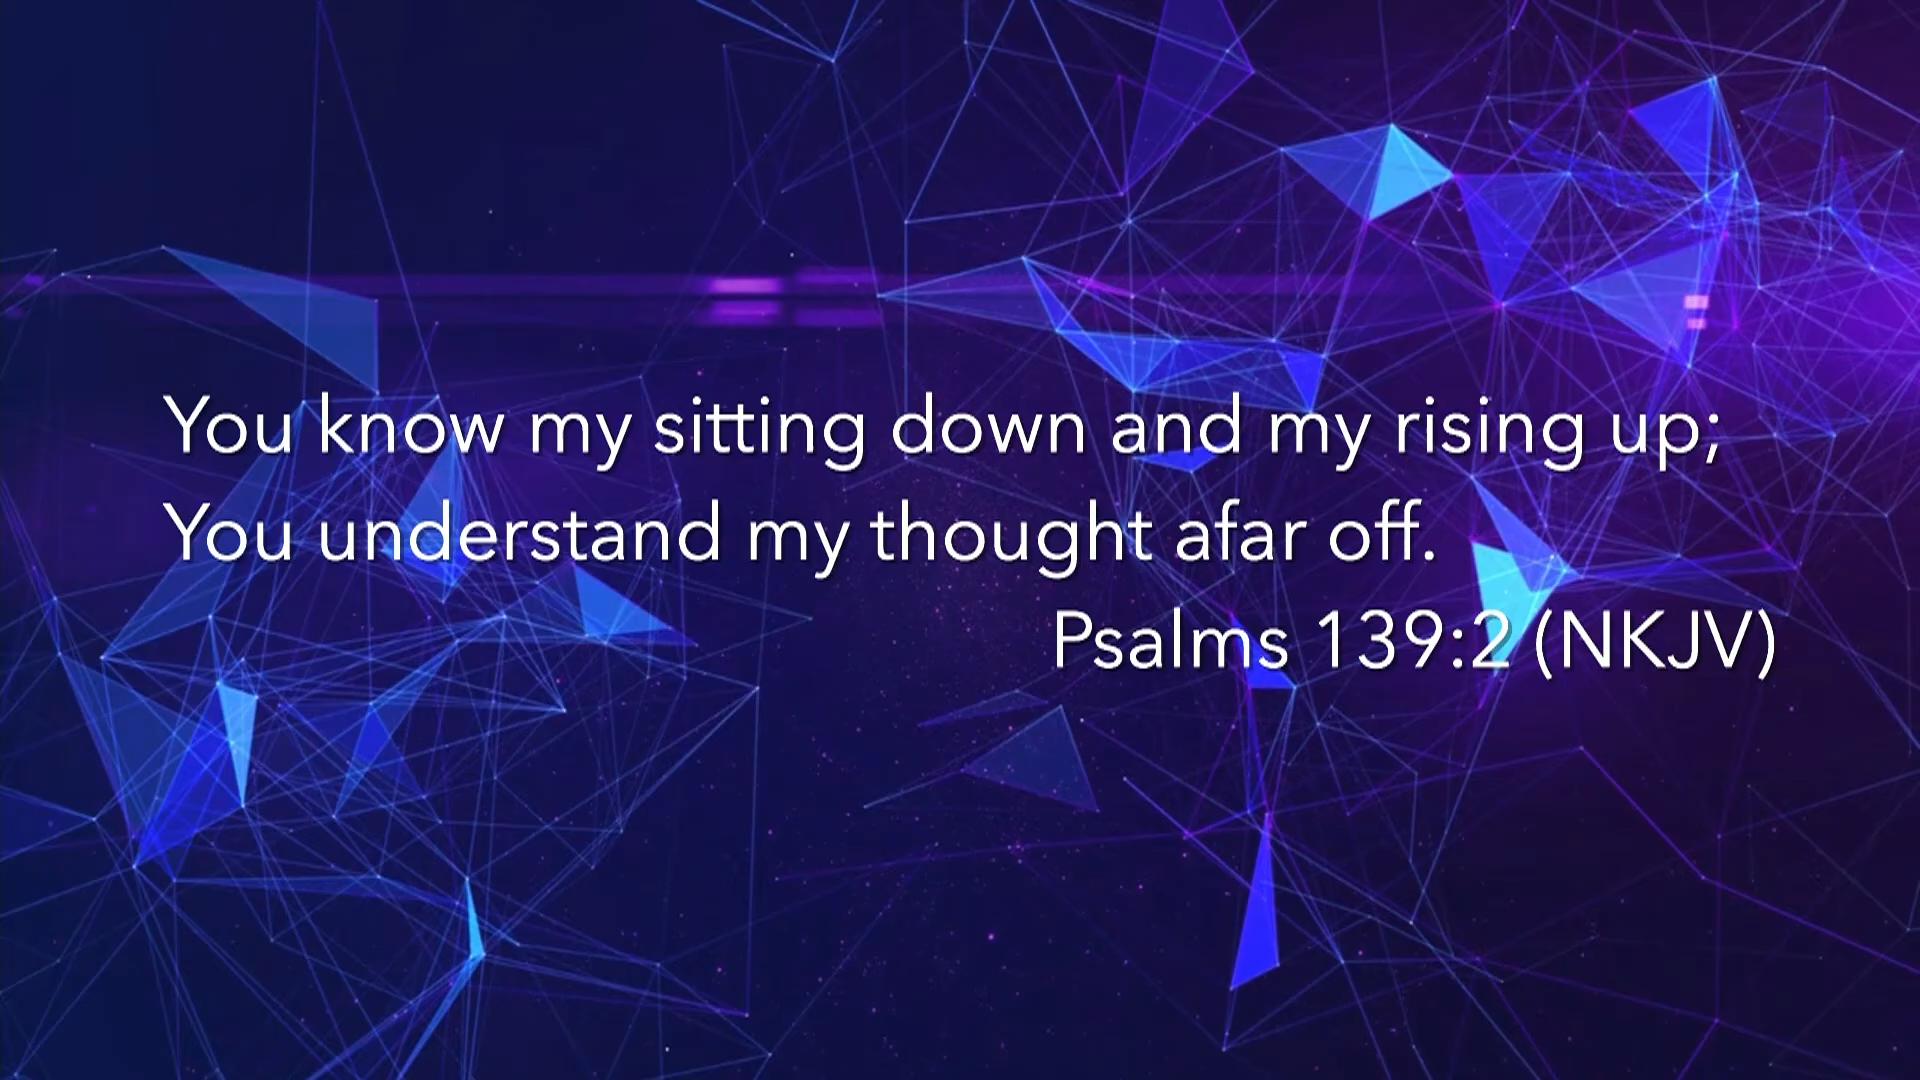 You know my sitting down and my rising up;
You understand my thought afar off.
Psalms 139:2 (NKJV)